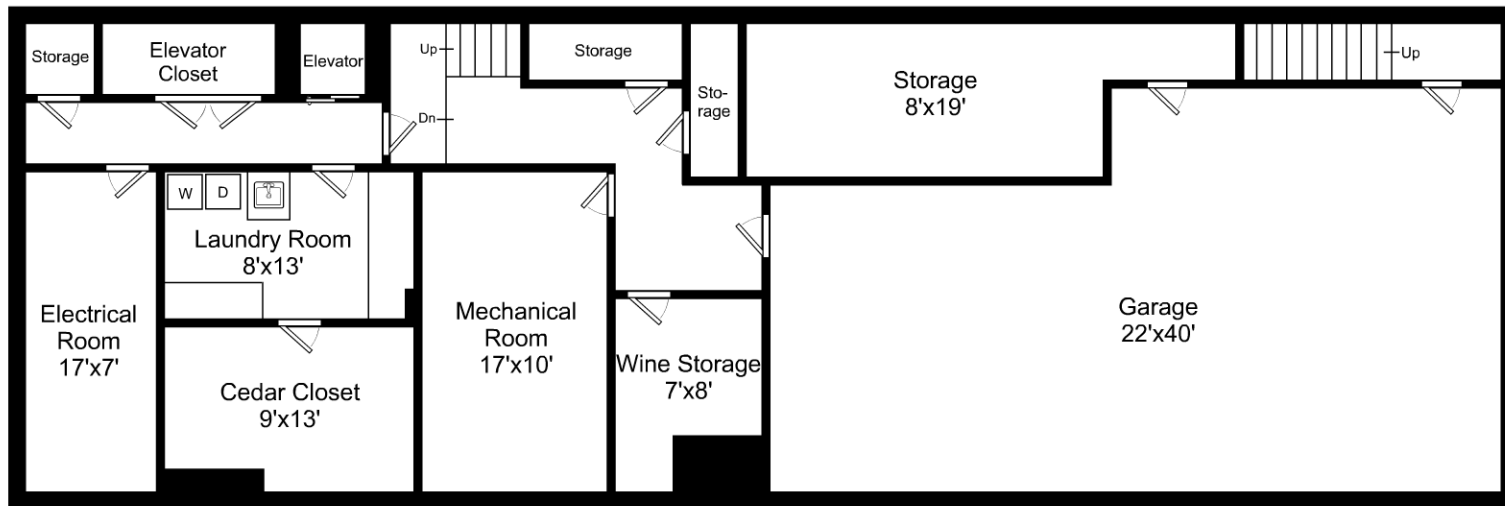 Storage
Elevator
Closet
Elevator
Up
Dn
Storage
Sto-
rage
Storage
8'x19'
Up
W
D
Laundry Room
8'x13'
Electrical
Room
17'x7'
Cedar Closet
9'x13'
Mechanical
Room
17'x10'
Wine Storage
7'x8'
Garage
22'x40'